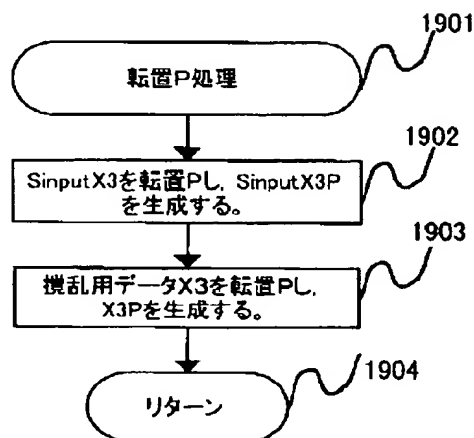 1901
転置P処理
1902
SinputX3を転置Pし、SinputX3P
を生成する。
1903
撹乱用データX3を転置Pし、
X3Pを生成する。
1904
リターン